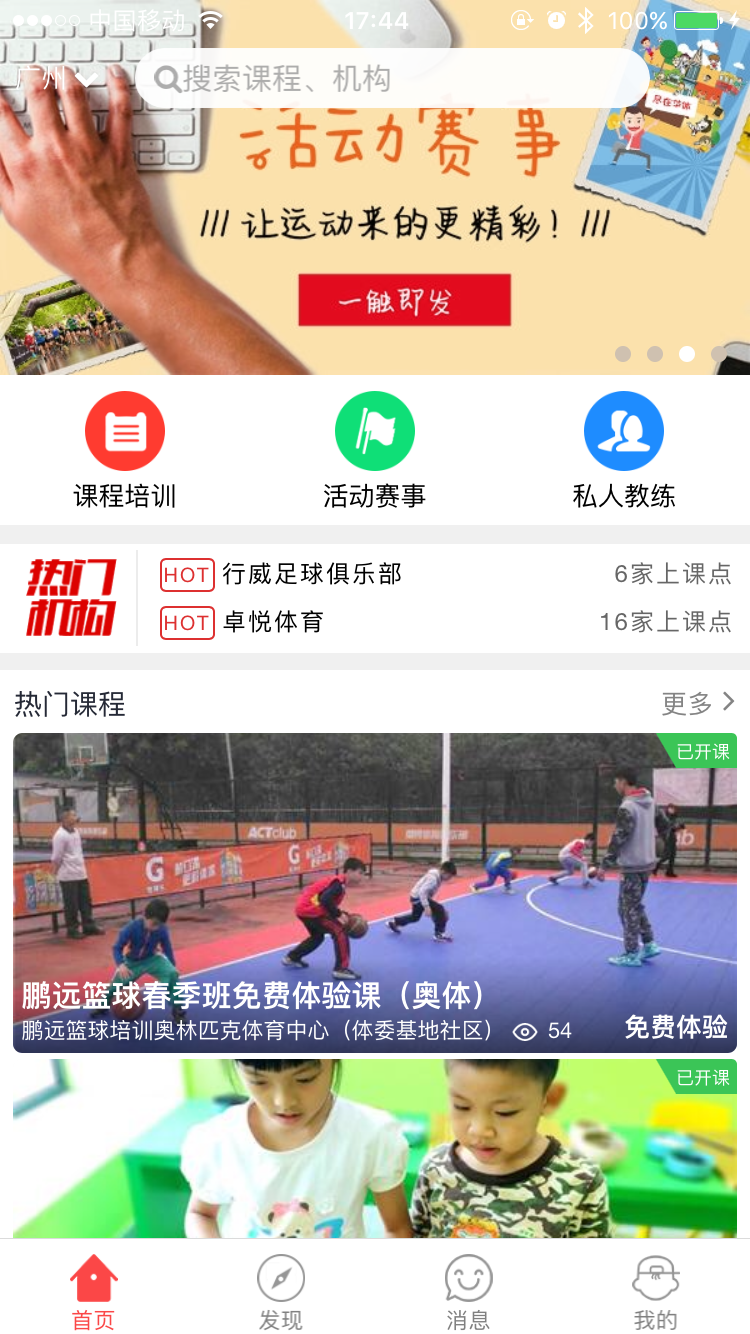 中国移动 17:44 100%
广州 搜索课程、机构
活动赛事
尽在梦体
/// 让运动来的更精彩! ///
一触即发
课程培训 活动赛事 私人教练
热门机构
HOT 行威足球俱乐部 6家上课点
HOT 卓悦体育 16家上课点
热门课程 更多
已开课
ACTclub
G G
鹏远篮球春季班免费体验课（奥体）
鹏远篮球培训奥林匹克体育中心（体委基地社区） 54 免费体验
已开课
首页 发现 消息 我的